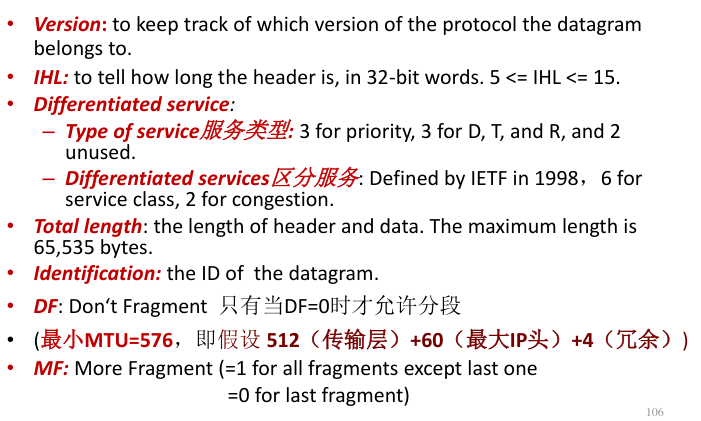 • Version: to keep track of which version of the protocol the datagram
belongs to.
• IHL: to tell how long the header is, in 32-bit words. 5 <= IHL <= 15.
• Differentiated service:
– Type of service服务类型: 3 for priority, 3 for D, T, and R, and 2
unused.
– Differentiated services区分服务: Defined by IETF in 1998，6 for
service class, 2 for congestion.
• Total length: the length of header and data. The maximum length is
65,535 bytes.
• Identification: the ID of the datagram.
• DF: Don‘t Fragment 只有当DF=0时才允许分段
• (最小MTU=576，即假设 512（传输层）+60（最大IP头）+4（冗余）)
• MF: More Fragment (=1 for all fragments except last one
=0 for last fragment)
106